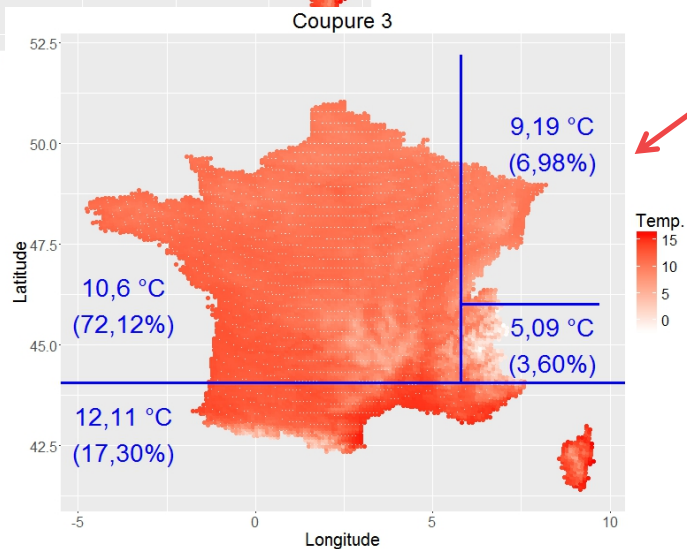 Coupure 3
52.5
50.0
47.5
45.0
42.5
Latitude
9,19 °C
(6,98%)
10,6 °C
(72,12%)
5,09 °C
(3,60%)
12,11 °C
(17,30%)
Temp.
15
10
5
0
-5
0
5
10
Longitude